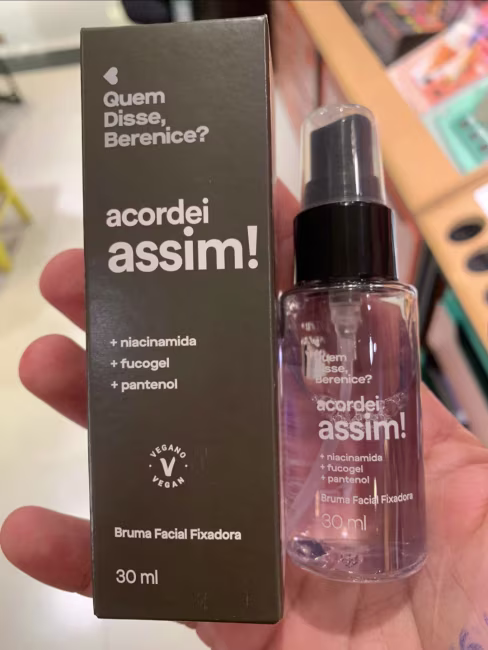 Quem
Disse,
Berenice?
acordei
assim!
+ niacinamida
+ fucogel
+ pantenol
VEGANO
V
VEGAN
Bruma Facial Fixadora
30 ml
Quem
Disse,
Berenice?
acordei
assim!
+ niacinamida
+ fucogel
+ pantenol
Bruma Facial Fixadora
30 ml